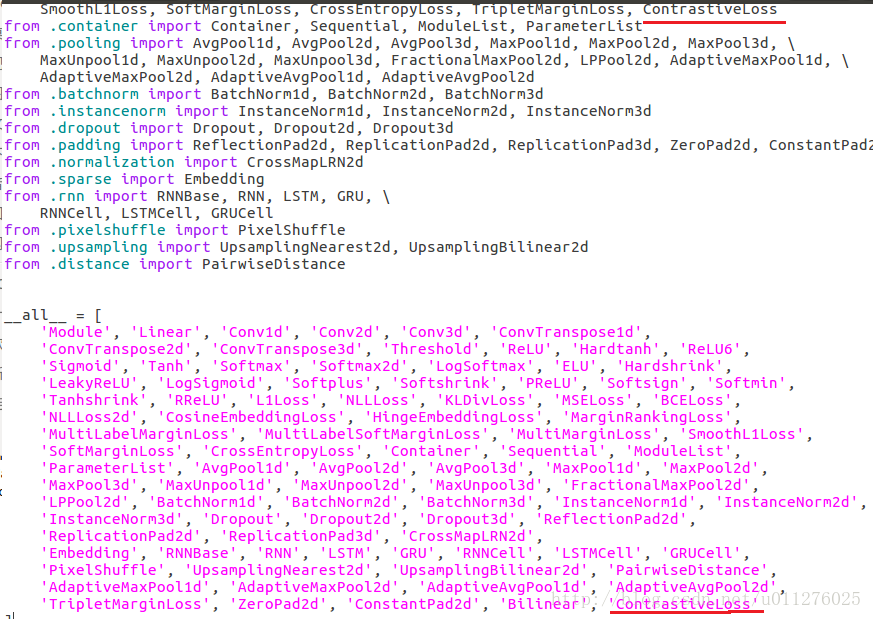 SmoothL1Loss, SoftMarginLoss, CrossEntropyLoss, TripletMarginLoss, ContrastiveLoss
from .container import Container, Sequential, ModuleList, ParameterList
from .pooling import AvgPool1d, AvgPool2d, AvgPool3d, MaxPool1d, MaxPool2d, MaxPool3d, \
MaxUnpool1d, MaxUnpool2d, MaxUnpool3d, FractionalMaxPool2d, LPPool2d, AdaptiveMaxPool1d, \
AdaptiveMaxPool2d, AdaptiveAvgPool1d, AdaptiveAvgPool2d
from .batchnorm import BatchNorm1d, BatchNorm2d, BatchNorm3d
from .instancenorm import InstanceNorm1d, InstanceNorm2d, InstanceNorm3d
from .dropout import Dropout, Dropout2d, Dropout3d
from .padding import ReflectionPad2d, ReplicationPad2d, ReplicationPad3d, ZeroPad2d, ConstantPad2
from .normalization import CrossMapLRN2d
from .sparse import Embedding
from .rnn import RNNBase, RNN, LSTM, GRU, \
RNNCell, LSTMCell, GRUCell
from .pixelshuffle import PixelShuffle
from .upsampling import UpsamplingNearest2d, UpsamplingBilinear2d
from .distance import PairwiseDistance
__all__ = [
'Module', 'Linear', 'Conv1d', 'Conv2d', 'Conv3d', 'ConvTranspose1d',
'ConvTranspose2d', 'ConvTranspose3d', 'Threshold', 'ReLU', 'Hardtanh', 'ReLU6',
'Sigmoid', 'Tanh', 'Softmax', 'Softmax2d', 'LogSoftmax', 'ELU', 'Hardshrink',
'LeakyReLU', 'LogSigmoid', 'Softplus', 'Softshrink', 'PReLU', 'Softsign', 'Softmin',
'Tanhshrink', 'RReLU', 'L1Loss', 'NLLLoss', 'KLDivLoss', 'MSELoss', 'BCELoss',
'NLLLoss2d', 'CosineEmbeddingLoss', 'HingeEmbeddingLoss', 'MarginRankingLoss',
'MultiLabelMarginLoss', 'MultiLabelSoftMarginLoss', 'MultiMarginLoss', 'SmoothL1Loss',
'SoftMarginLoss', 'CrossEntropyLoss', 'Container', 'Sequential', 'ModuleList',
'ParameterList', 'AvgPool1d', 'AvgPool2d', 'AvgPool3d', 'MaxPool1d', 'MaxPool2d',
'MaxPool3d', 'MaxUnpool1d', 'MaxUnpool2d', 'MaxUnpool3d', 'FractionalMaxPool2d',
'LPPool2d', 'BatchNorm1d', 'BatchNorm2d', 'BatchNorm3d', 'InstanceNorm1d', 'InstanceNorm2d',
'InstanceNorm3d', 'Dropout', 'Dropout2d', 'Dropout3d', 'ReflectionPad2d',
'ReplicationPad2d', 'ReplicationPad3d', 'CrossMapLRN2d',
'Embedding', 'RNNBase', 'RNN', 'LSTM', 'GRU', 'RNNCell', 'LSTMCell', 'GRUCell',
'PixelShuffle', 'UpsamplingNearest2d', 'UpsamplingBilinear2d', 'PairwiseDistance',
'AdaptiveMaxPool1d', 'AdaptiveMaxPool2d', 'AdaptiveAvgPool1d', 'AdaptiveAvgPool2d',
'TripletMarginLoss', 'ZeroPad2d', 'ConstantPad2d', 'Bilinear', 'ContrastiveLoss'
http://blog.csdn.net/u011276025
]